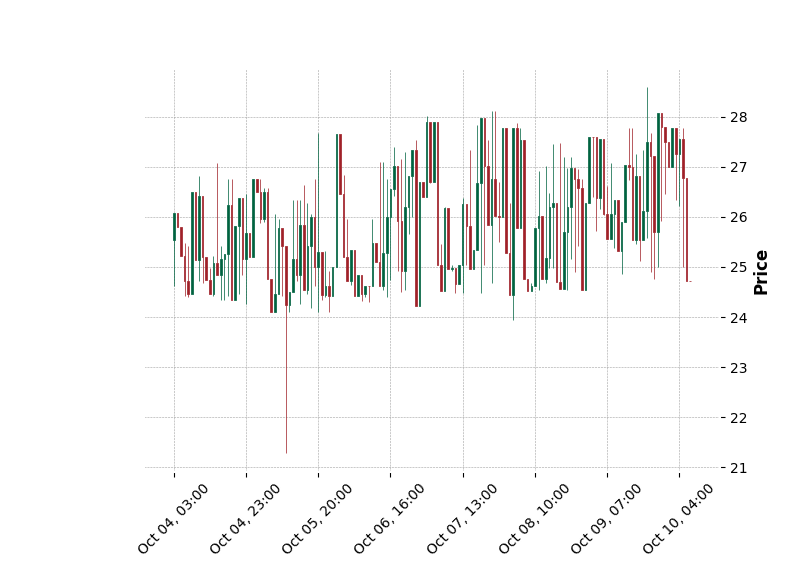 28
27
26
25
24
23
22
21
Price
Oct 04, 03:00
Oct 04, 23:00
Oct 05, 20:00
Oct 06, 16:00
Oct 07, 13:00
Oct 08, 10:00
Oct 09, 07:00
Oct 10, 04:00